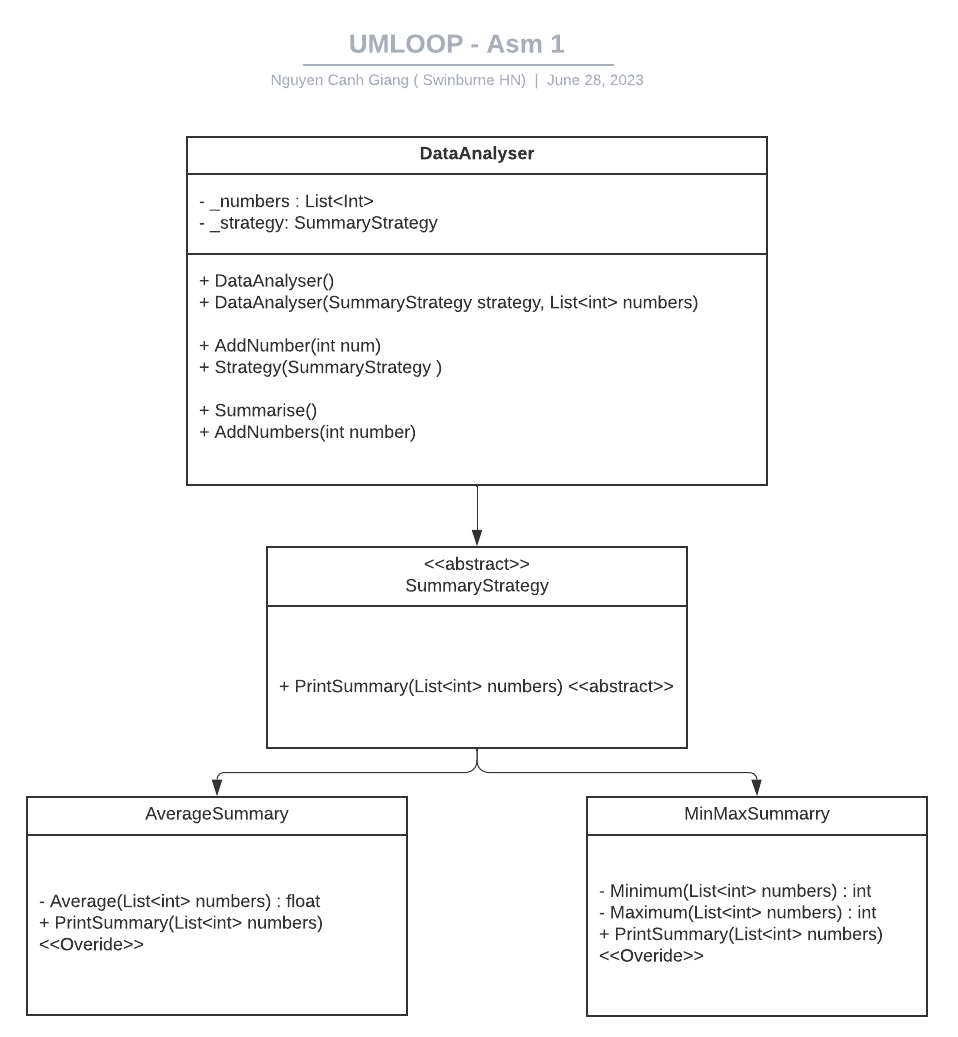 UMLOOP - Asm 1
Nguyen Canh Giang ( Swinburne HN)  |  June 28, 2023
DataAnalyser
- _numbers : List<Int>
- _strategy: SummaryStrategy
+ DataAnalyser()
+ DataAnalyser(SummaryStrategy strategy, List<int> numbers)
+ AddNumber(int num)
+ Strategy(SummaryStrategy )
+ Summarise()
+ AddNumbers(int number)
<<abstract>>
SummaryStrategy
+ PrintSummary(List<int> numbers) <<abstract>>
AverageSummary
- Average(List<int> numbers) : float
+ PrintSummary(List<int> numbers)
<<Overide>>
MinMaxSummarry
- Minimum(List<int> numbers) : int
- Maximum(List<int> numbers) : int
+ PrintSummary(List<int> numbers)
<<Overide>>